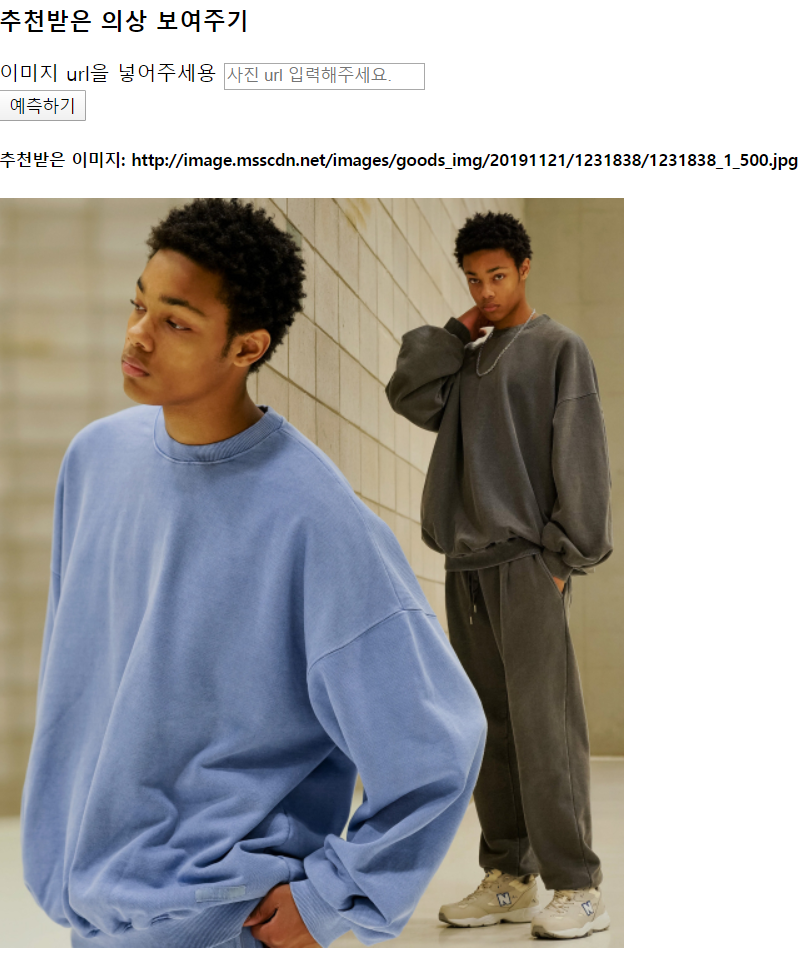 추천받은 의상 보여주기
이미지 url을 넣어주세용 사진 url 입력해주세요.
예측하기
추천받은 이미지: http://image.msscdn.net/images/goods_img/20191121/1231838/1231838_1_500.jpg
N
N